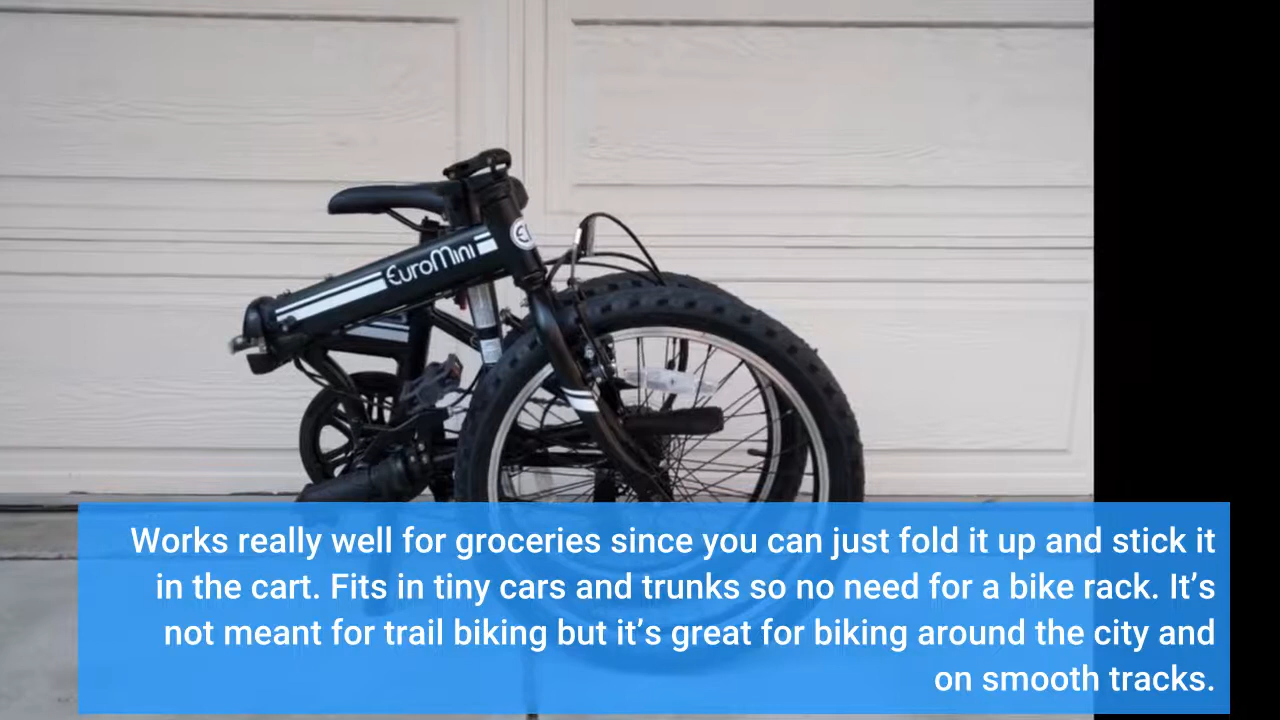 EuroMini
Works really well for groceries since you can just fold it up and stick it
in the cart. Fits in tiny cars and trunks so no need for a bike rack. It’s
not meant for trail biking but it’s great for biking around the city and
on smooth tracks.